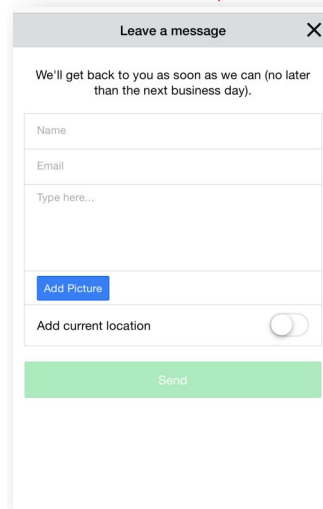 Leave a message
We'll get back to you as soon as we can (no later
than the next business day).
Name
Email
Type here...
Add Picture
Add current location
Send